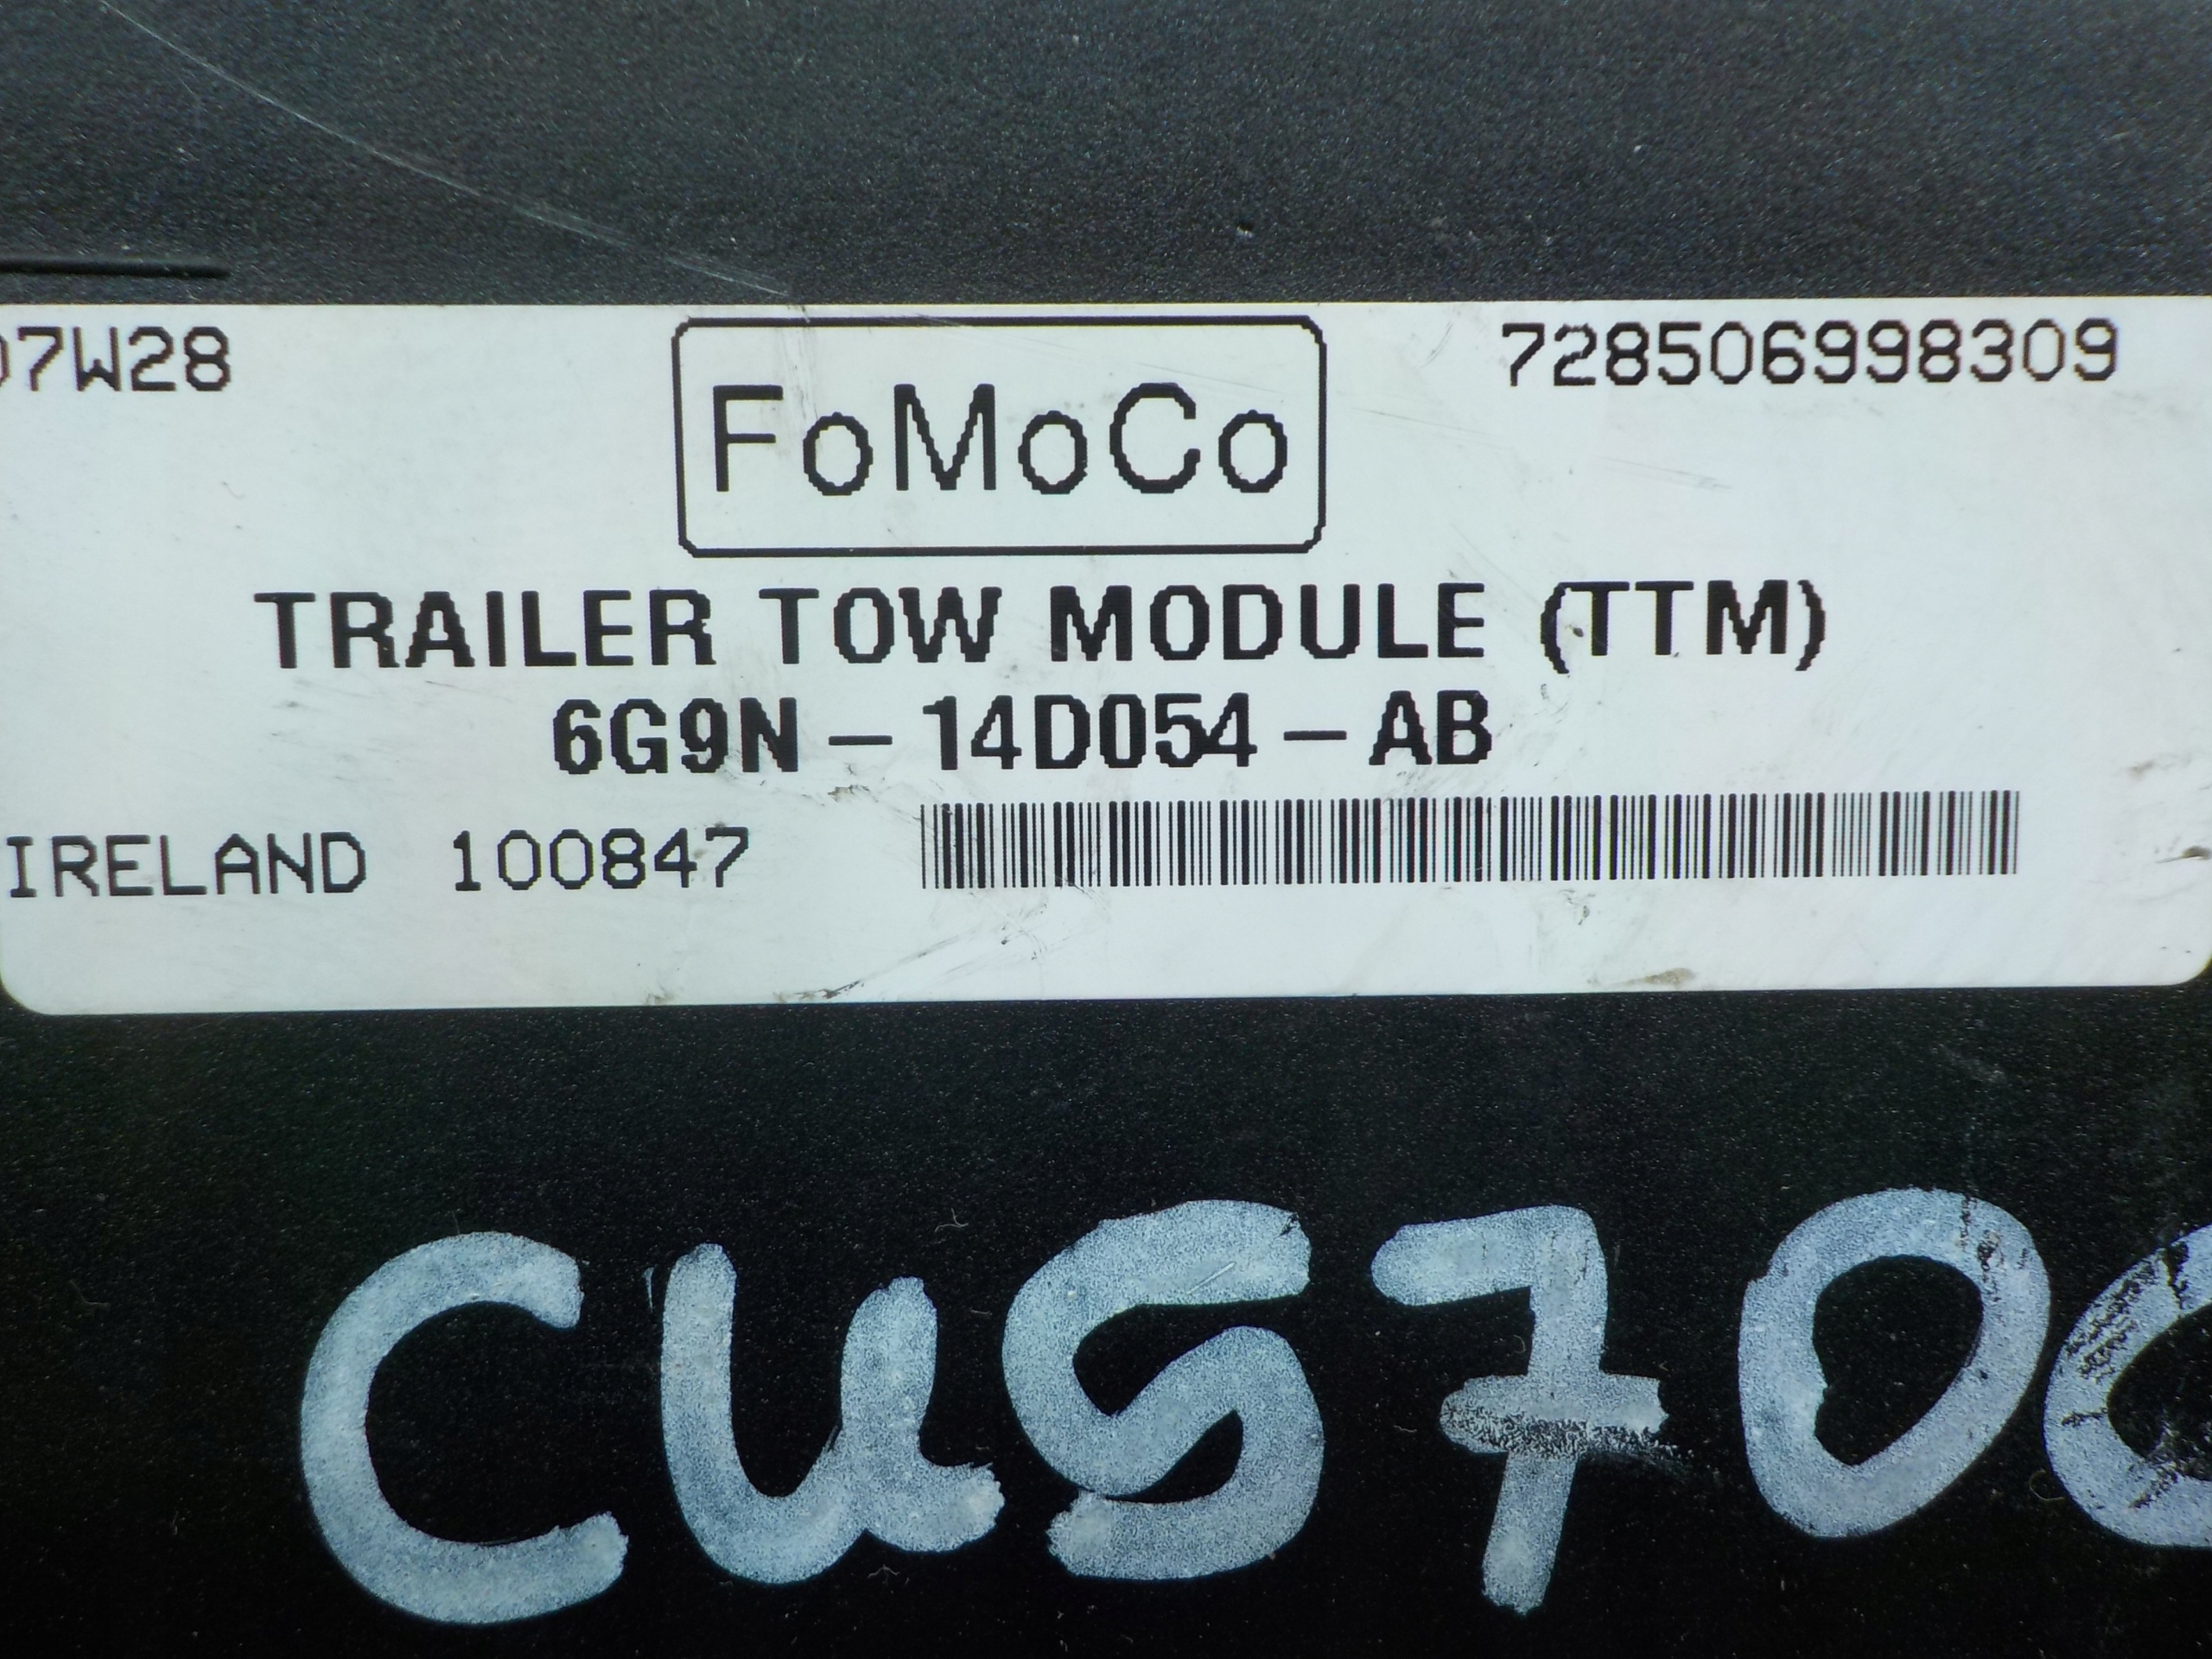 07W28
FoMoCo
728506998309
TRAILER TOW MODULE (TTM)
6G9N - 14D054 - AB
IRELAND 100847
CUS70